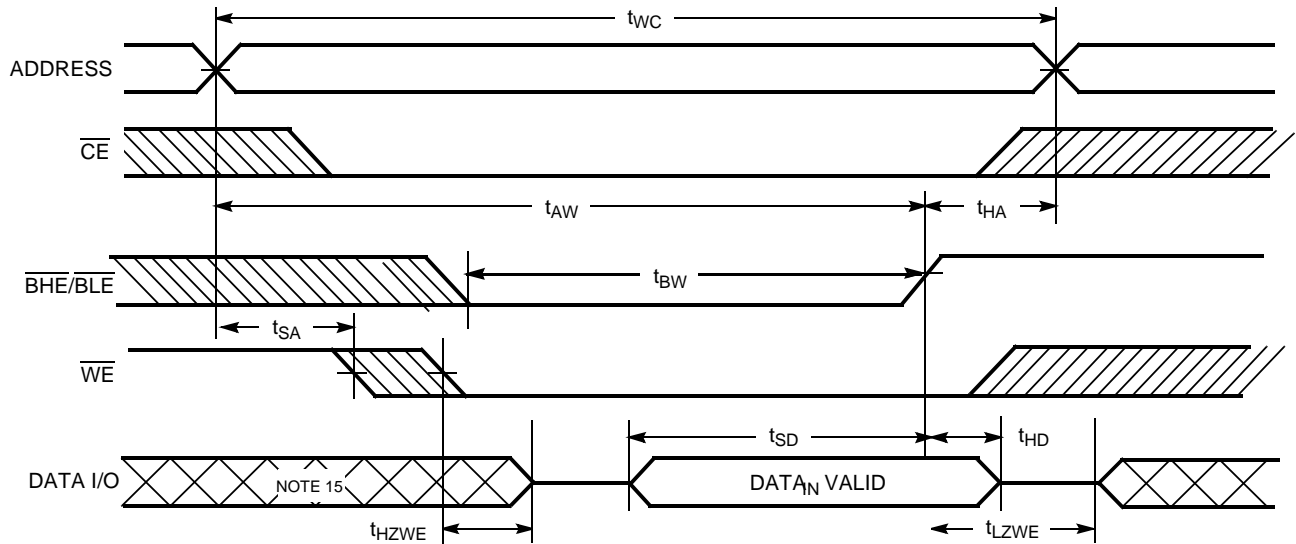 tWC
ADDRESS
CE
tAW
tHA
BHE/BLE
tBW
tSA
WE
tSD
tHD
DATA I/O
NOTE 15
DATAIN VALID
tHZWE
tLZWE